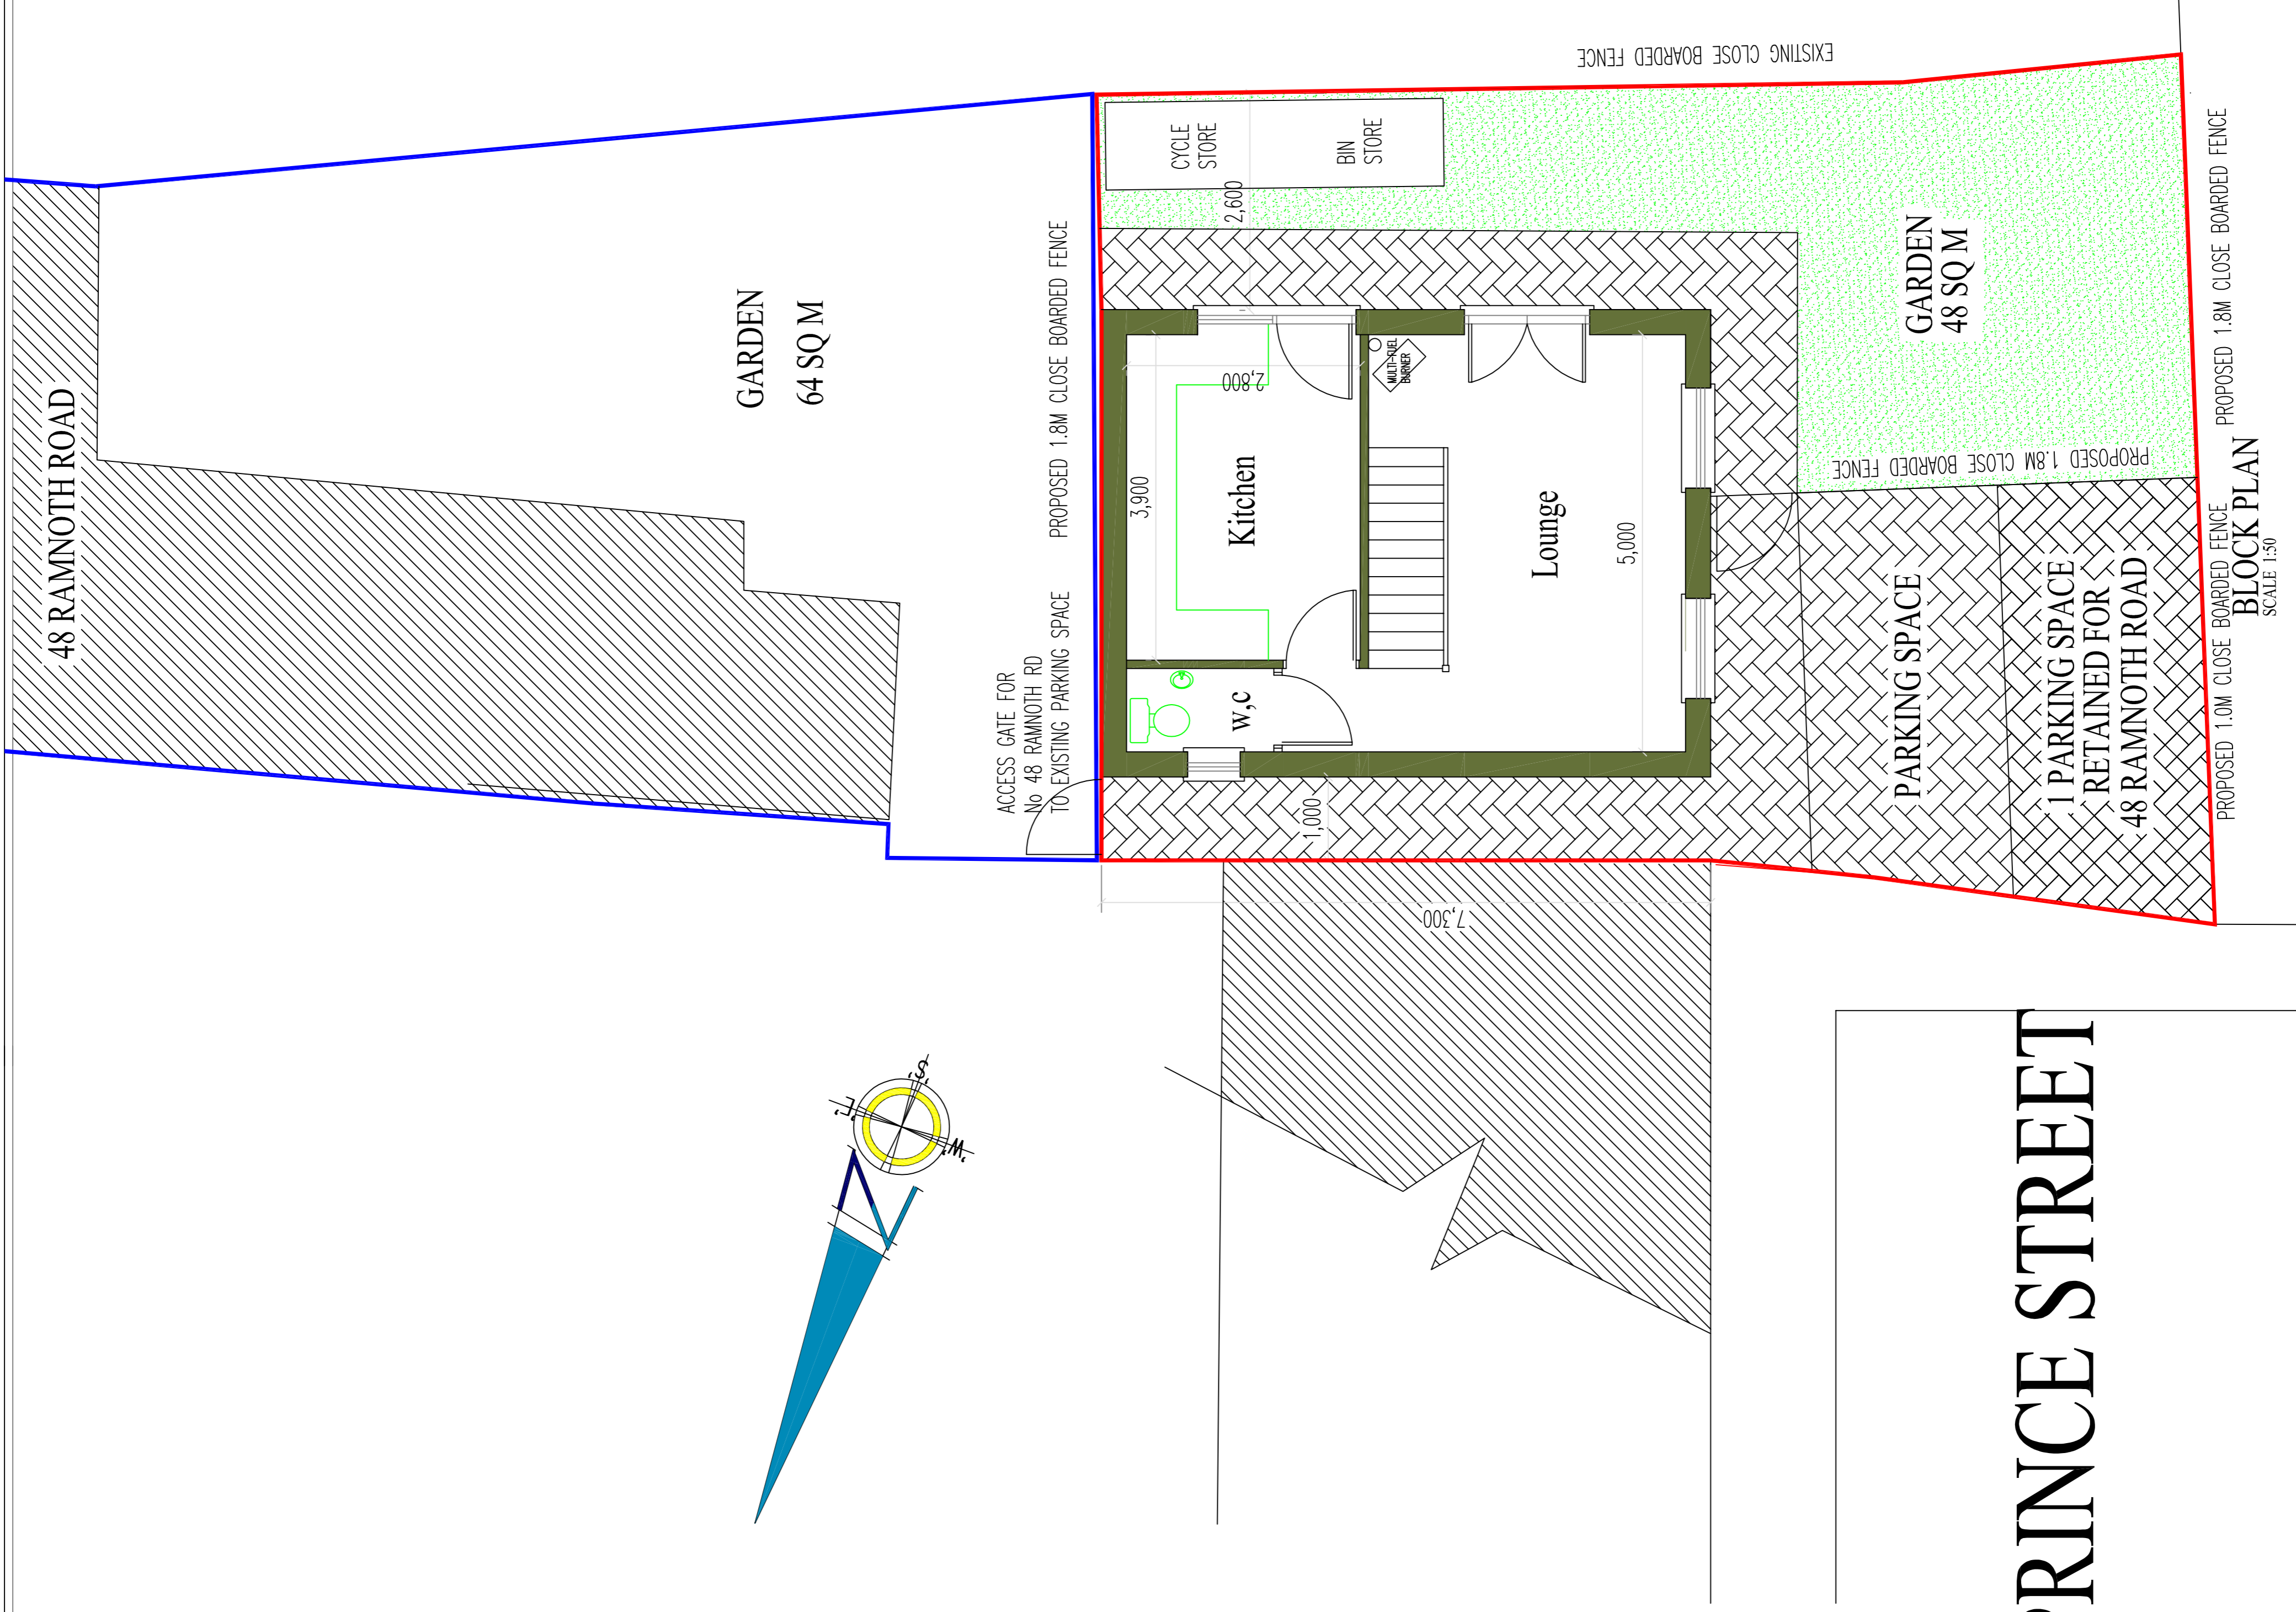 EXISTING CLOSE BOARDED FENCE
CYCLE
STORE
BIN
STORE
2,600
PROPOSED 1.8M CLOSE BOARDED FENCE
GARDEN
48 SQ M
GARDEN
64 SQ M
48 RAMNOTH ROAD
PROPOSED 1.8M CLOSE BOARDED FENCE
MULTI-FUEL
BURNER
2,800
3,900
Kitchen
Lounge
5,000
PROPOSED 1.8M CLOSE BOARDED FENCE
BLOCK PLAN
SCALE 1:50
PROPOSED 1.0M CLOSE BOARDED FENCE
PARKING SPACE
1 PARKING SPACE
RETAINED FOR
48 RAMNOTH ROAD
ACCESS GATE FOR
No 48 RAMNOTH RD
TO EXISTING PARKING SPACE
w,c
1,000
7,300
'S'
'W'
N
PRINCE STREET